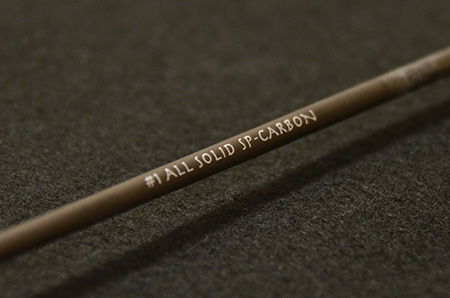 #1 ALL SOLID SP-CARBON